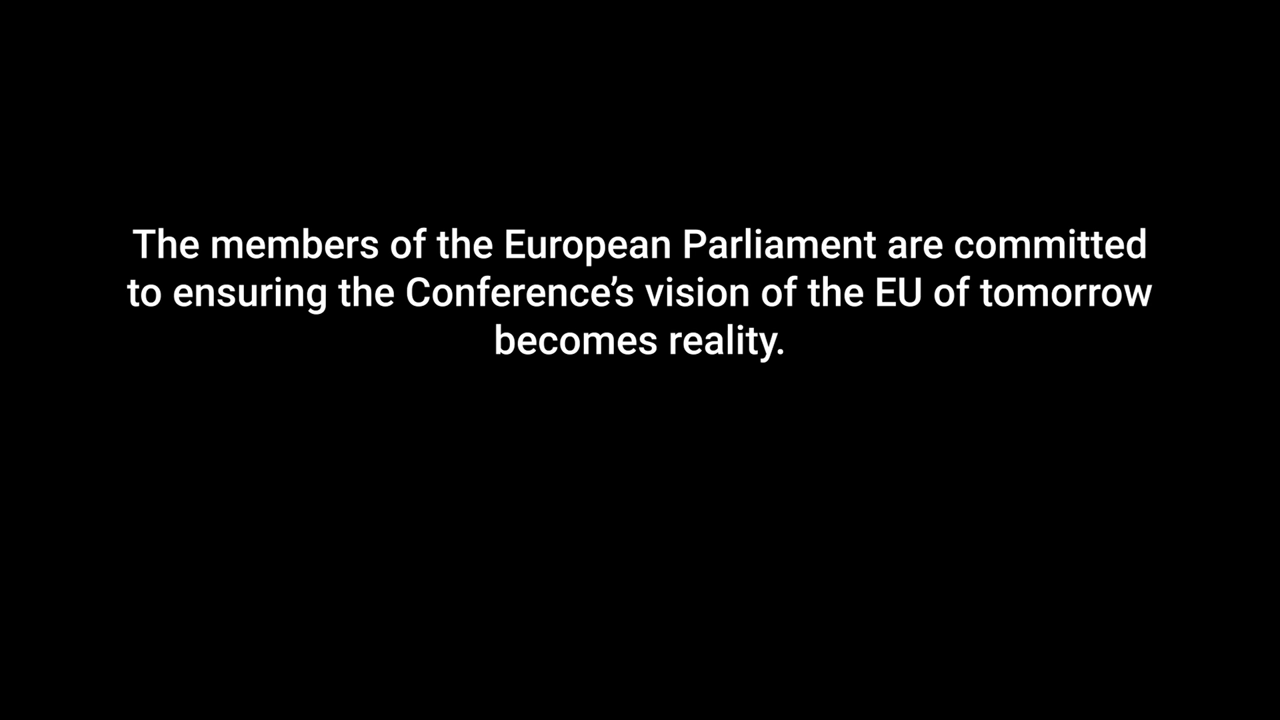 The members of the European Parliament are committed
to ensuring the Conference’s vision of the EU of tomorrow
becomes reality.